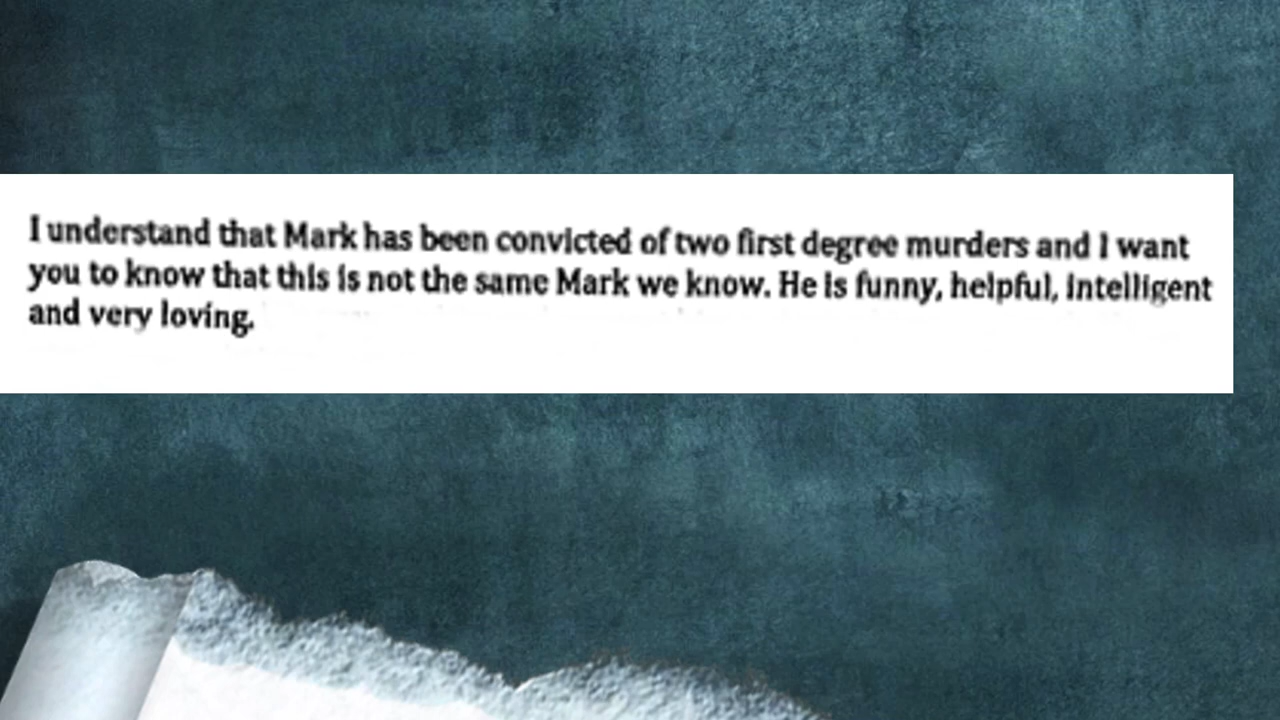 I understand that Mark has been convicted of two first degree murders and I want
you to know that this is not the same Mark we know. He is funny, helpful, intelligent
and very loving.